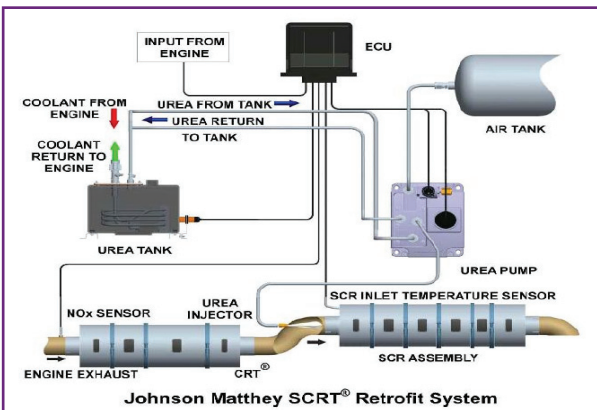 INPUT FROM
ENGINE
ECU
COOLANT FROM
ENGINE
UREA FROM TANK
UREA RETURN
TO TANK
AIR TANK
COOLANT
RETURN TO
ENGINE
UREA TANK
UREA PUMP
NOx SENSOR
UREA
INJECTOR
SCR INLET TEMPERATURE SENSOR
ENGINE EXHAUST
CRT®
SCR ASSEMBLY
Johnson Matthey SCRT® Retrofit System